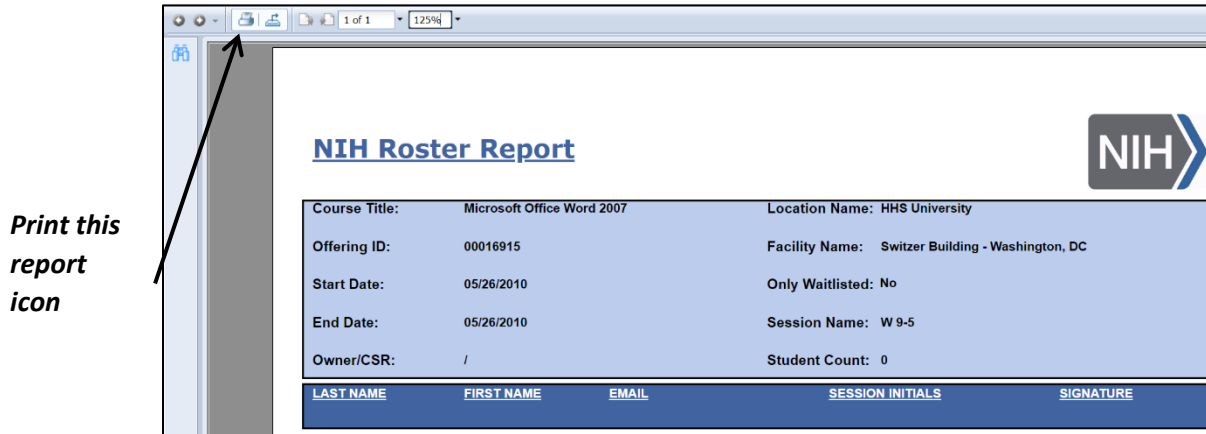 1 of 1 125%
NIH Roster Report
NIH
Print this
report
icon
Course Title: Microsoft Office Word 2007 Location Name: HHS University
Offering ID: 00016915 Facility Name: Switzer Building - Washington, DC
Start Date: 05/26/2010 Only Waitlisted: No
End Date: 05/26/2010 Session Name: W 9-5
Owner/CSR: / Student Count: 0
LAST NAME FIRST NAME EMAIL SESSION INITIALS SIGNATURE